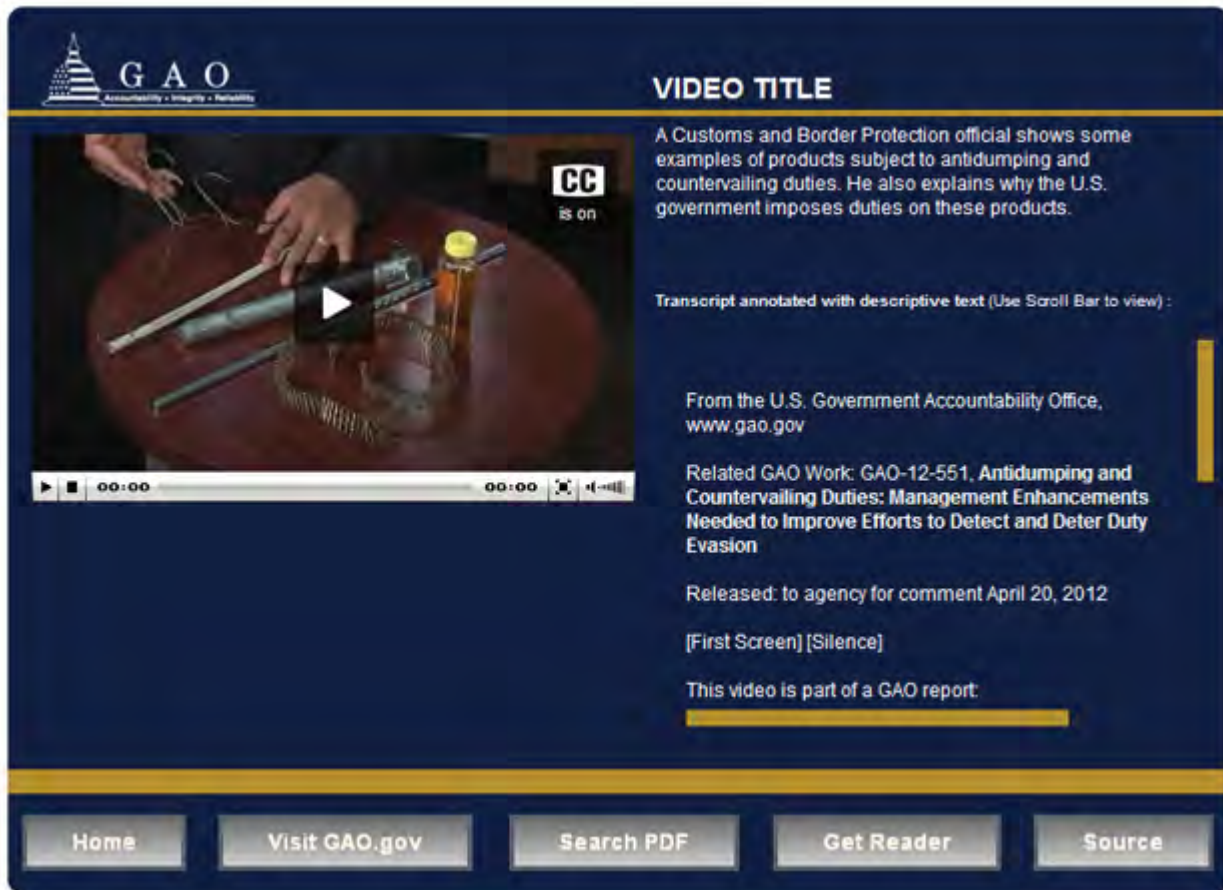 GAO
Accountability • Integrity • Reliability
VIDEO TITLE
CC
is on
00:00
00:00
A Customs and Border Protection official shows some
examples of products subject to antidumping and
countervailing duties. He also explains why the U.S.
government imposes duties on these products.
Transcript annotated with descriptive text (Use Scroll Bar to view) :
From the U.S. Government Accountability Office,
www.gao.gov
Related GAO Work: GAO-12-551, Antidumping and
Countervailing Duties: Management Enhancements
Needed to Improve Efforts to Detect and Deter Duty
Evasion
Released: to agency for comment April 20, 2012
[First Screen] [Silence]
This video is part of a GAO report:
Home
Visit GAO.gov
Search PDF
Get Reader
Source